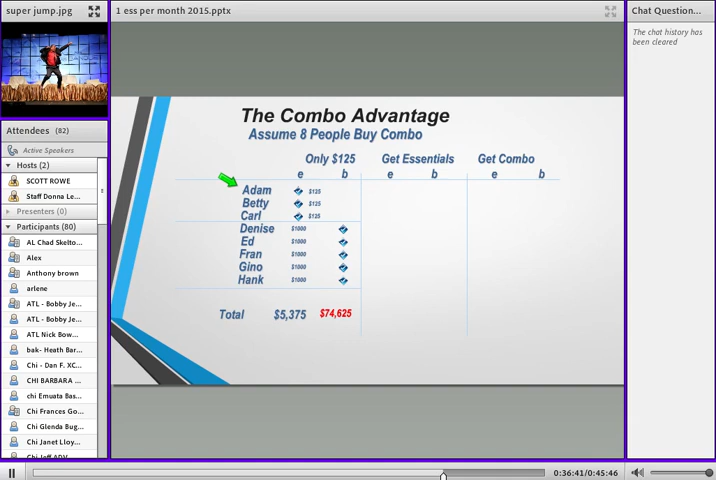 super jump.jpg
1 ess per month 2015.pptx
Chat Question...
The chat history has
been cleared
Attendees (82)
Active Speakers
Hosts (2)
SCOTT ROWE
Staff Donna Le...
Presenters (0)
Participants (80)
AL Chad Skelto...
Alex
Anthony brown
arlene
ATL - Bobby Je...
ATL - Bobby Je...
ATL Nick Bow...
bak- Heath Bar...
Chi - Dan F. XC...
CHI BARBARA ...
chi Emuata Bas...
Chi Frances Go...
Chi Glenda Bug...
Chi Janet Lloy...
Chi Jeff ADV...
The Combo Advantage
Assume 8 People Buy Combo
Only $125 Get Essentials Get Combo
e b e b e b
Adam $125
Betty $125
Carl $125
Denise $1000
Ed $1000
Fran $1000
Gino $1000
Hank $1000
Total $5,375 $74,625
0:36:41/0:45:46